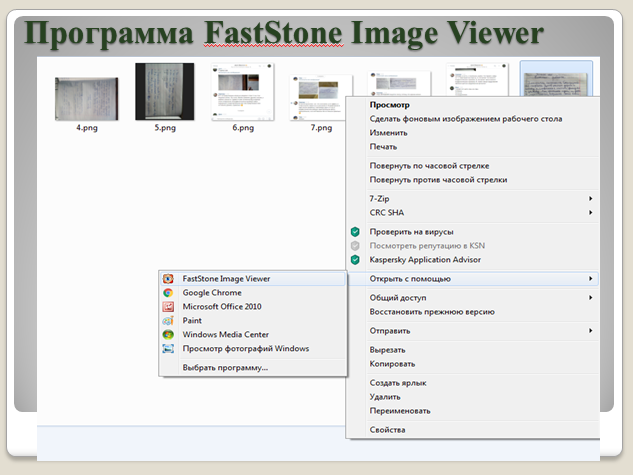 Программа FastStone Image Viewer
4.png
5.png
6.png
7.png
Просмотр
Сделать фоновым изображением рабочего стола
Изменить
Печать
Повернуть по часовой стрелке
Повернуть против часовой стрелки
7-Zip
CRC SHA
Проверить на вирусы
Посмотреть репутацию в KSN
Kaspersky Application Advisor
Открыть с помощью
Общий доступ
Восстановить прежнюю версию
Отправить
Вырезать
Копировать
Создать ярлык
Удалить
Переименовать
Свойства
FastStone Image Viewer
Google Chrome
Microsoft Office 2010
Paint
Windows Media Center
Просмотр фотографий Windows
Выбрать программу...